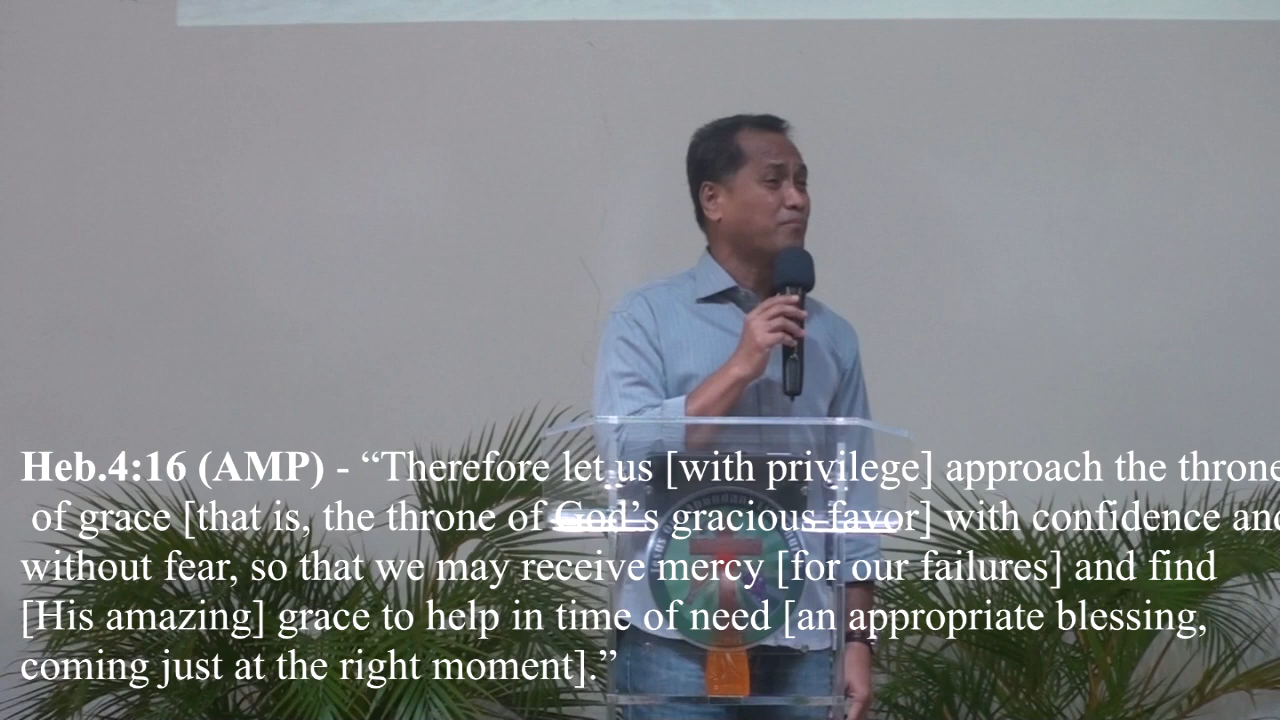 Heb.4:16 (AMP) - “Therefore let us [with privilege] approach the throne
of grace [that is, the throne of God’s gracious favor] with confidence and
without fear, so that we may receive mercy [for our failures] and find
[His amazing] grace to help in time of need [an appropriate blessing,
coming just at the right moment].”